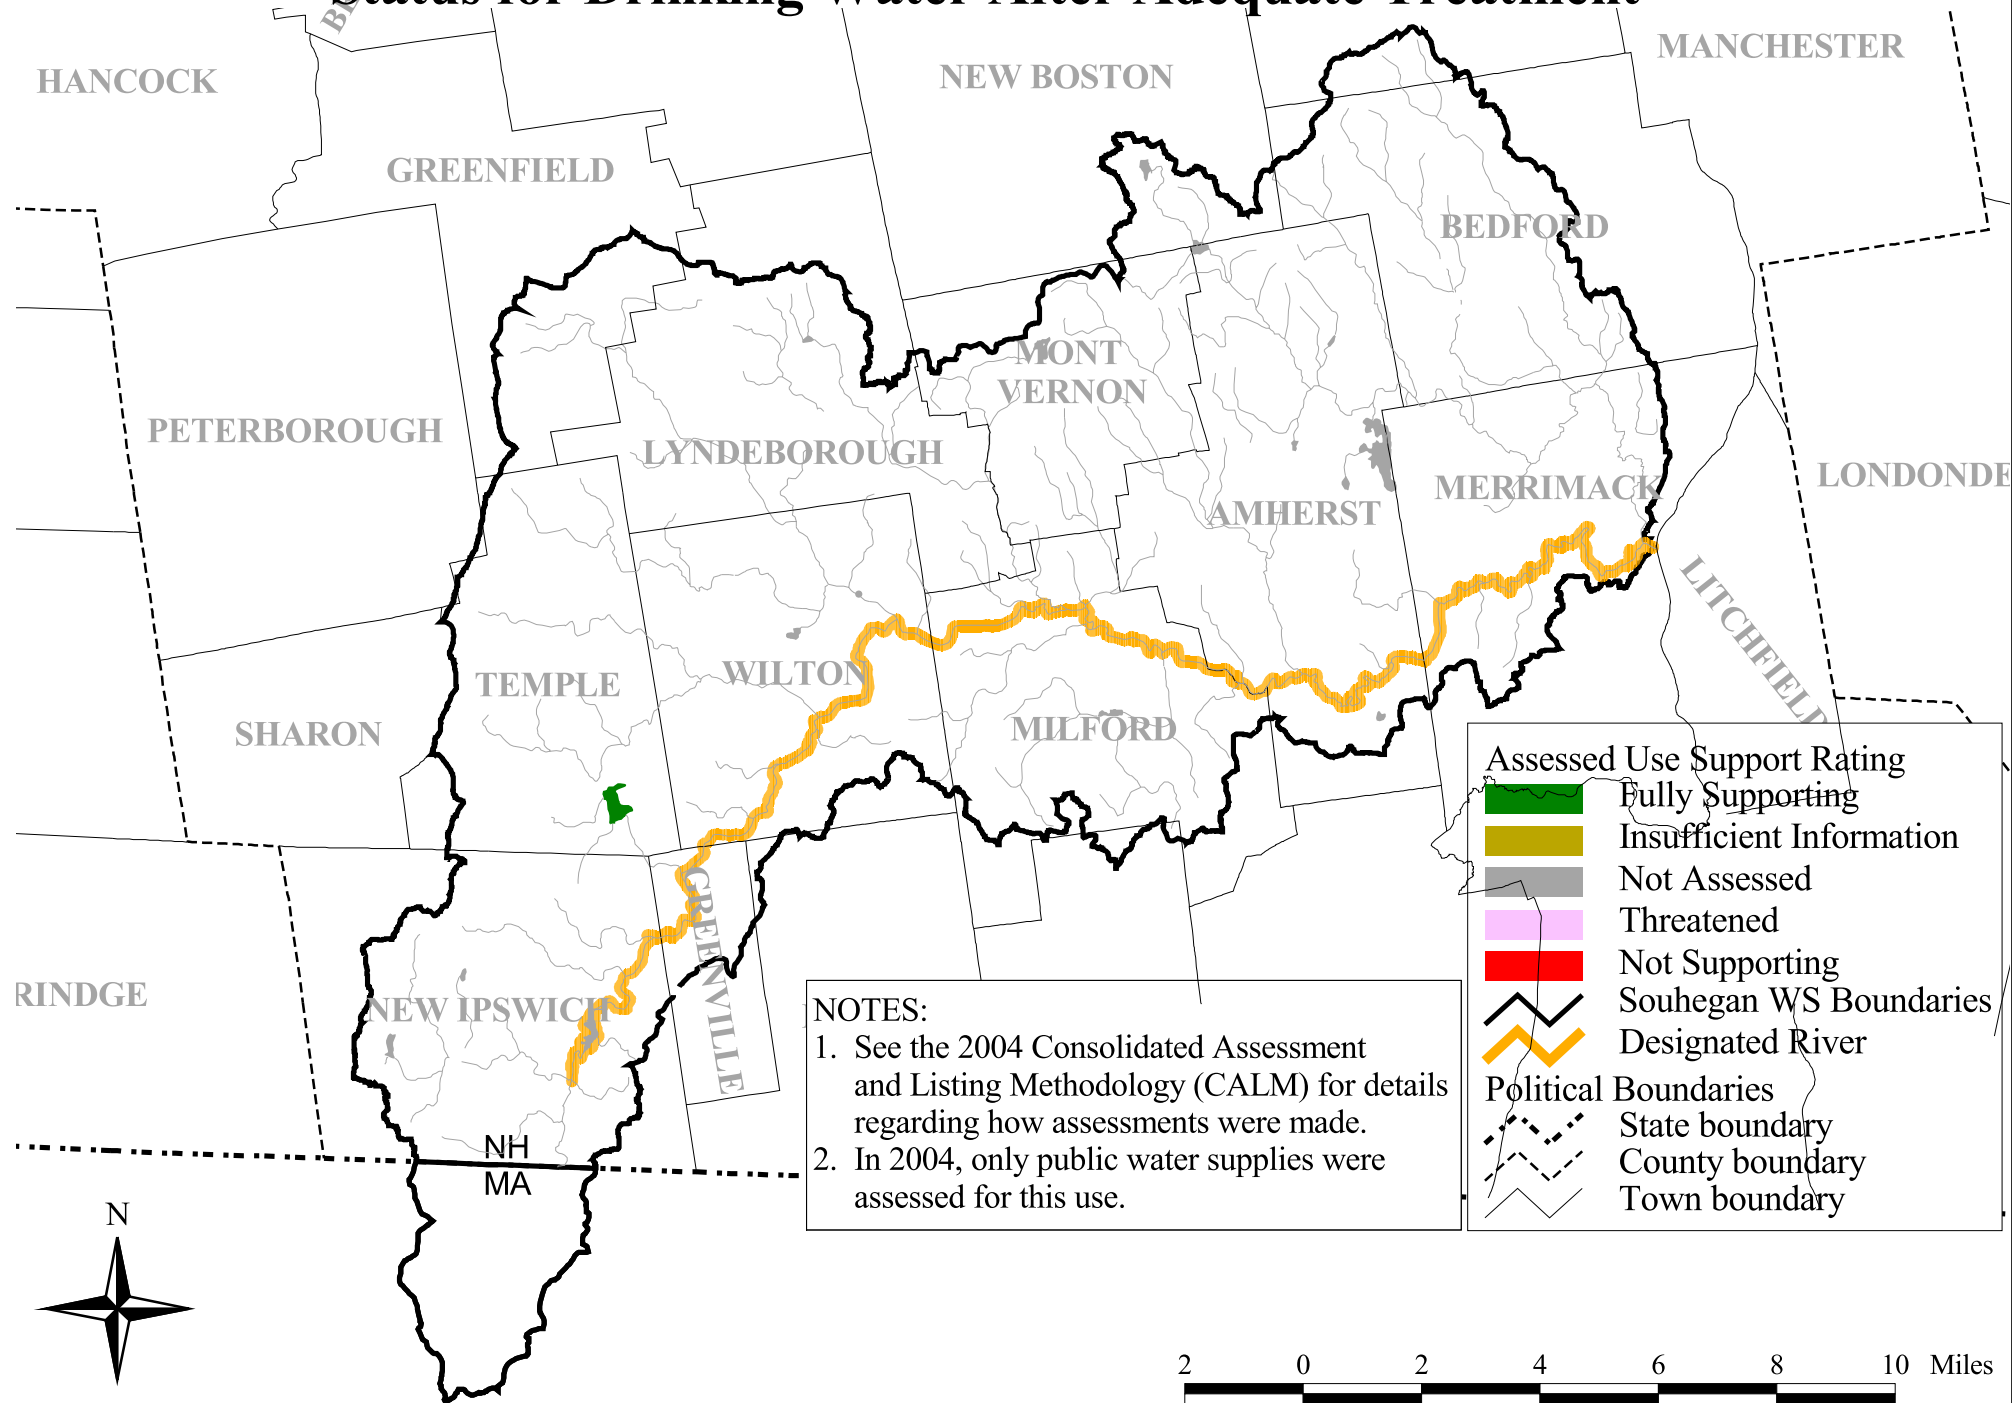 Status for Drinking Water After Adequate Treatment
HANCOCK
NEW BOSTON
MANCHESTER
GREENFIELD
BEDFORD
MONT
VERNON
PETERBOROUGH
LYNDEBOROUGH
MERRIMACK
LONDONDE
AMHERST
LITCHFIELD
TEMPLE
WILTON
SHARON
MILFORD
GREENVILLE
RINDGE
NEW IPSWICH
NH
MA
N
NOTES:
1. See the 2004 Consolidated Assessment
and Listing Methodology (CALM) for details
regarding how assessments were made.
2. In 2004, only public water supplies were
assessed for this use.
Assessed Use Support Rating
Fully Supporting
Insufficient Information
Not Assessed
Threatened
Not Supporting
Souhegan WS Boundaries
Designated River
Political Boundaries
State boundary
County boundary
Town boundary
2 0 2 4 6 8 10 Miles